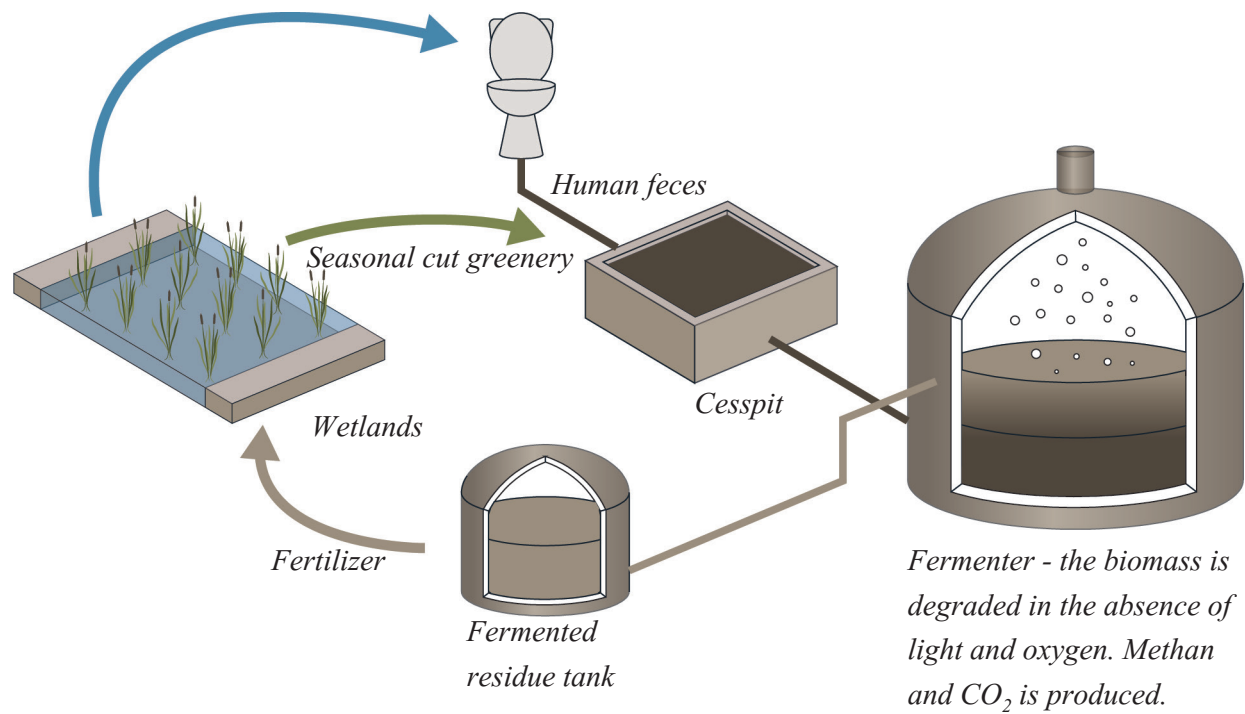 Human feces
Seasonal cut greenery
Cesspit
Wetlands
Fertilizer
Fermented
residue tank
Fermenter - the biomass is
degraded in the absence of
light and oxygen. Methan
and CO₂ is produced.